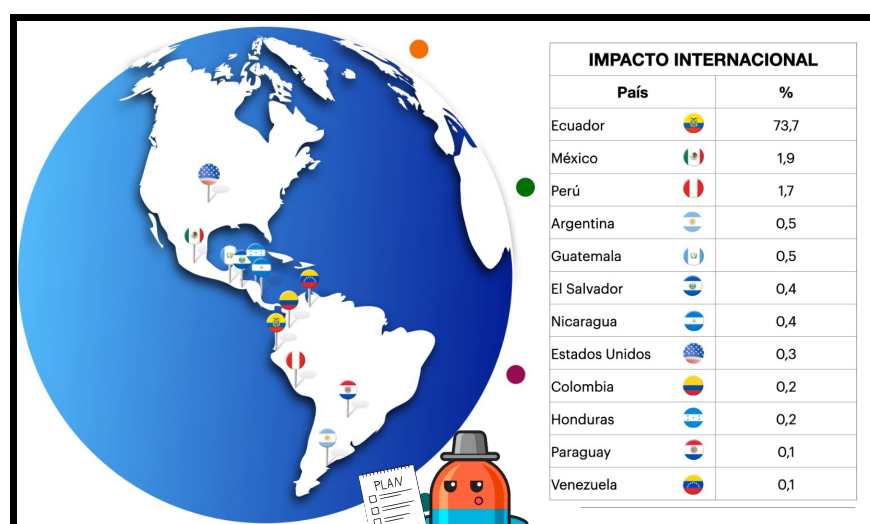 IMPACTO INTERNACIONAL
País %
Ecuador 73,7
México 1,9
Perú 1,7
Argentina 0,5
Guatemala 0,5
El Salvador 0,4
Nicaragua 0,4
Estados Unidos 0,3
Colombia 0,2
Honduras 0,2
Paraguay 0,1
Venezuela 0,1
PLAN